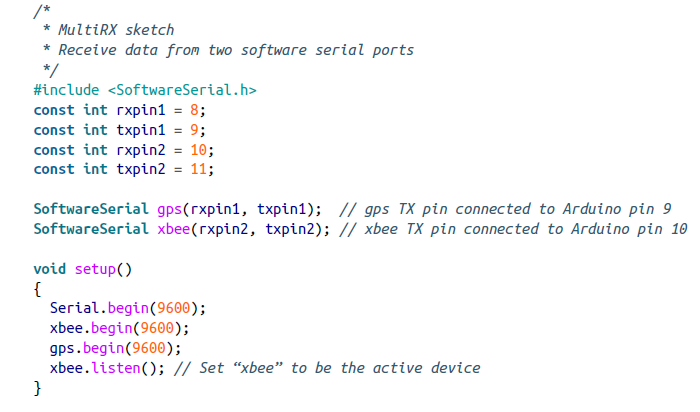 /*
 * MultiRX sketch
 * Receive data from two software serial ports
 */
#include <SoftwareSerial.h>
const int rxpin1 = 8;
const int txpin1 = 9;
const int rxpin2 = 10;
const int txpin2 = 11;

SoftwareSerial gps(rxpin1, txpin1);  // gps TX pin connected to Arduino pin 9
SoftwareSerial xbee(rxpin2, txpin2); // xbee TX pin connected to Arduino pin 10

void setup()
{
  Serial.begin(9600);
  xbee.begin(9600);
  gps.begin(9600);
  xbee.listen(); // Set “xbee” to be the active device
}